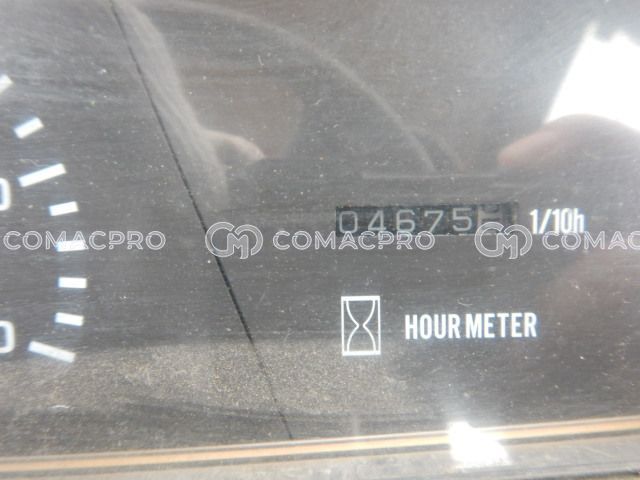 04675
1/10h
COMACPRO COMACPRO COMACPRO
HOUR METER